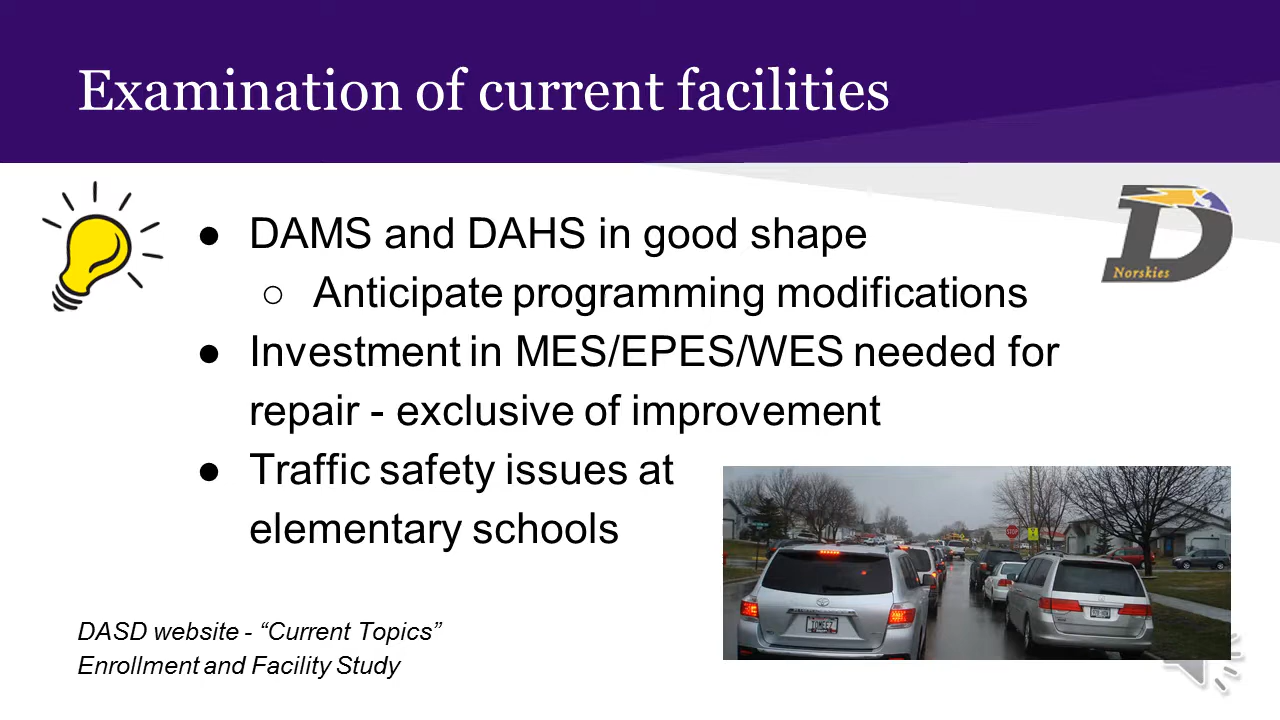 Examination of current facilities
● DAMS and DAHS in good shape
○ Anticipate programming modifications
● Investment in MES/EPES/WES needed for
repair - exclusive of improvement
● Traffic safety issues at
elementary schools
DASD website - “Current Topics”
Enrollment and Facility Study
D
Norskies
STOP